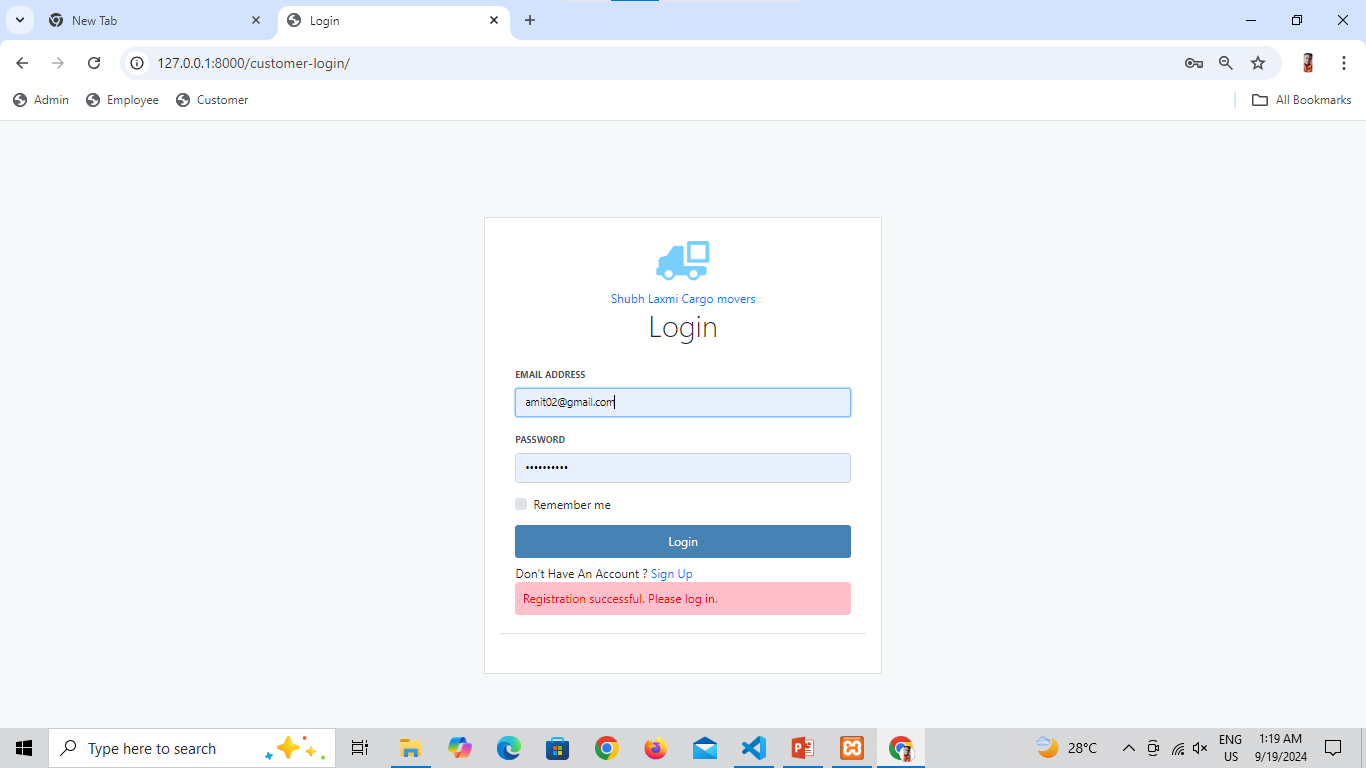 New Tab
Login
127.0.0.1:8000/customer-login/
Admin
Employee
Customer
All Bookmarks
Shubh Laxmi Cargo movers
Login
EMAIL ADDRESS
amit02@gmail.com
PASSWORD
••••••••••
Remember me
Login
Don't Have An Account ? Sign Up
Registration successful. Please log in.
Type here to search
28°C
ENG
US
1:19 AM
9/19/2024